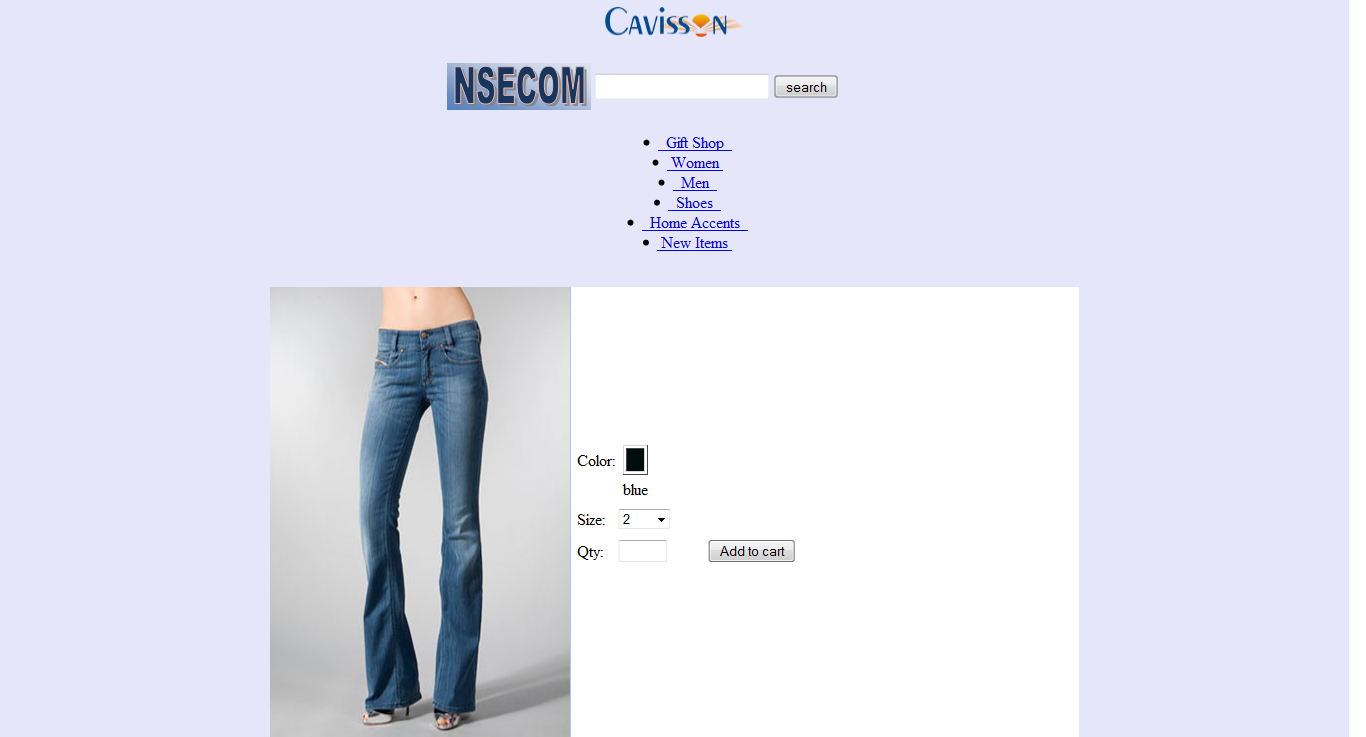 CAVISSON
NSECOM search
Gift Shop
Women
Men
Shoes
Home Accents
New Items
Color:
blue
Size: 2
Qty: Add to cart